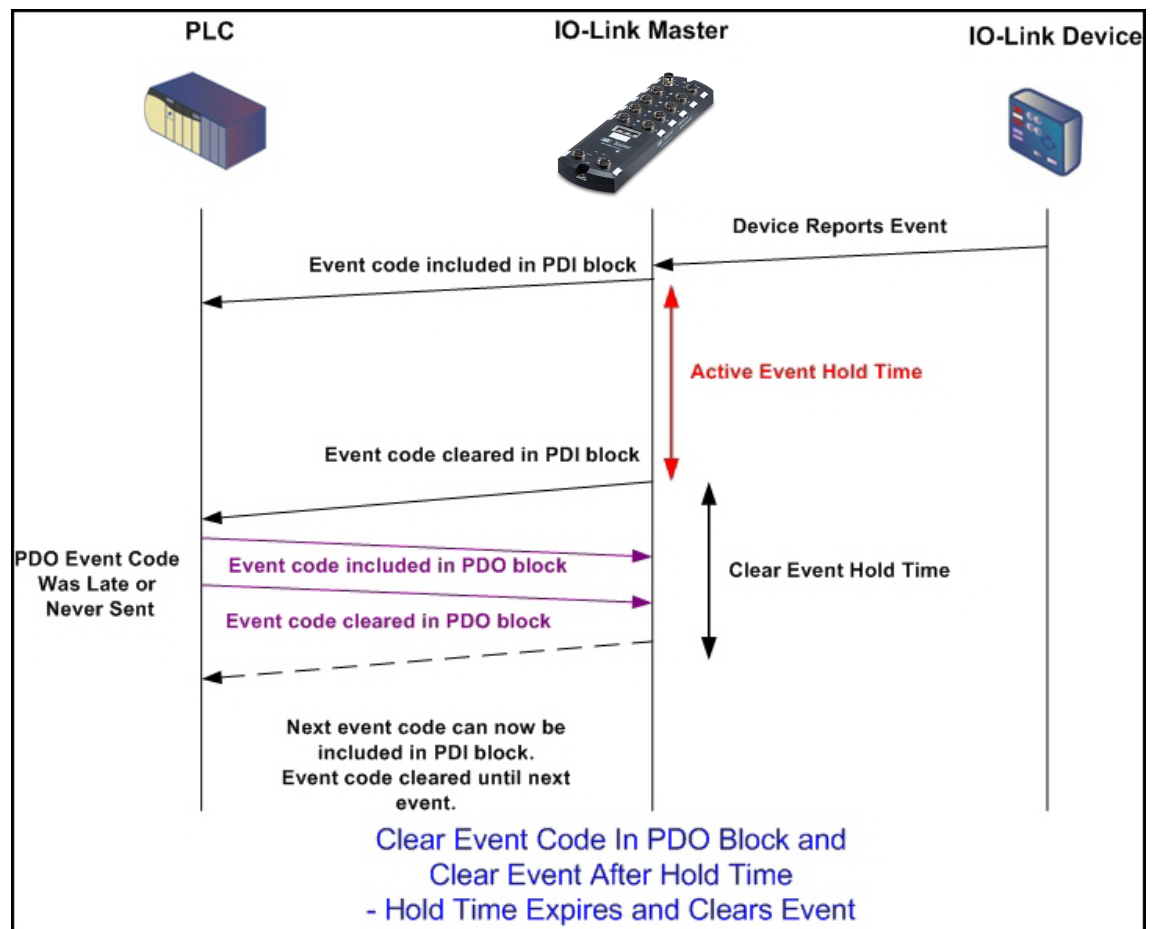 PLC
IO-Link Master
IO-Link Device
Device Reports Event
Event code included in PDI block
Active Event Hold Time
Event code cleared in PDI block
PDO Event Code
Was Late or
Never Sent
Event code included in PDO block
Clear Event Hold Time
Event code cleared in PDO block
Next event code can now be
included in PDI block.
Event code cleared until next
event.
Clear Event Code In PDO Block and
Clear Event After Hold Time
- Hold Time Expires and Clears Event